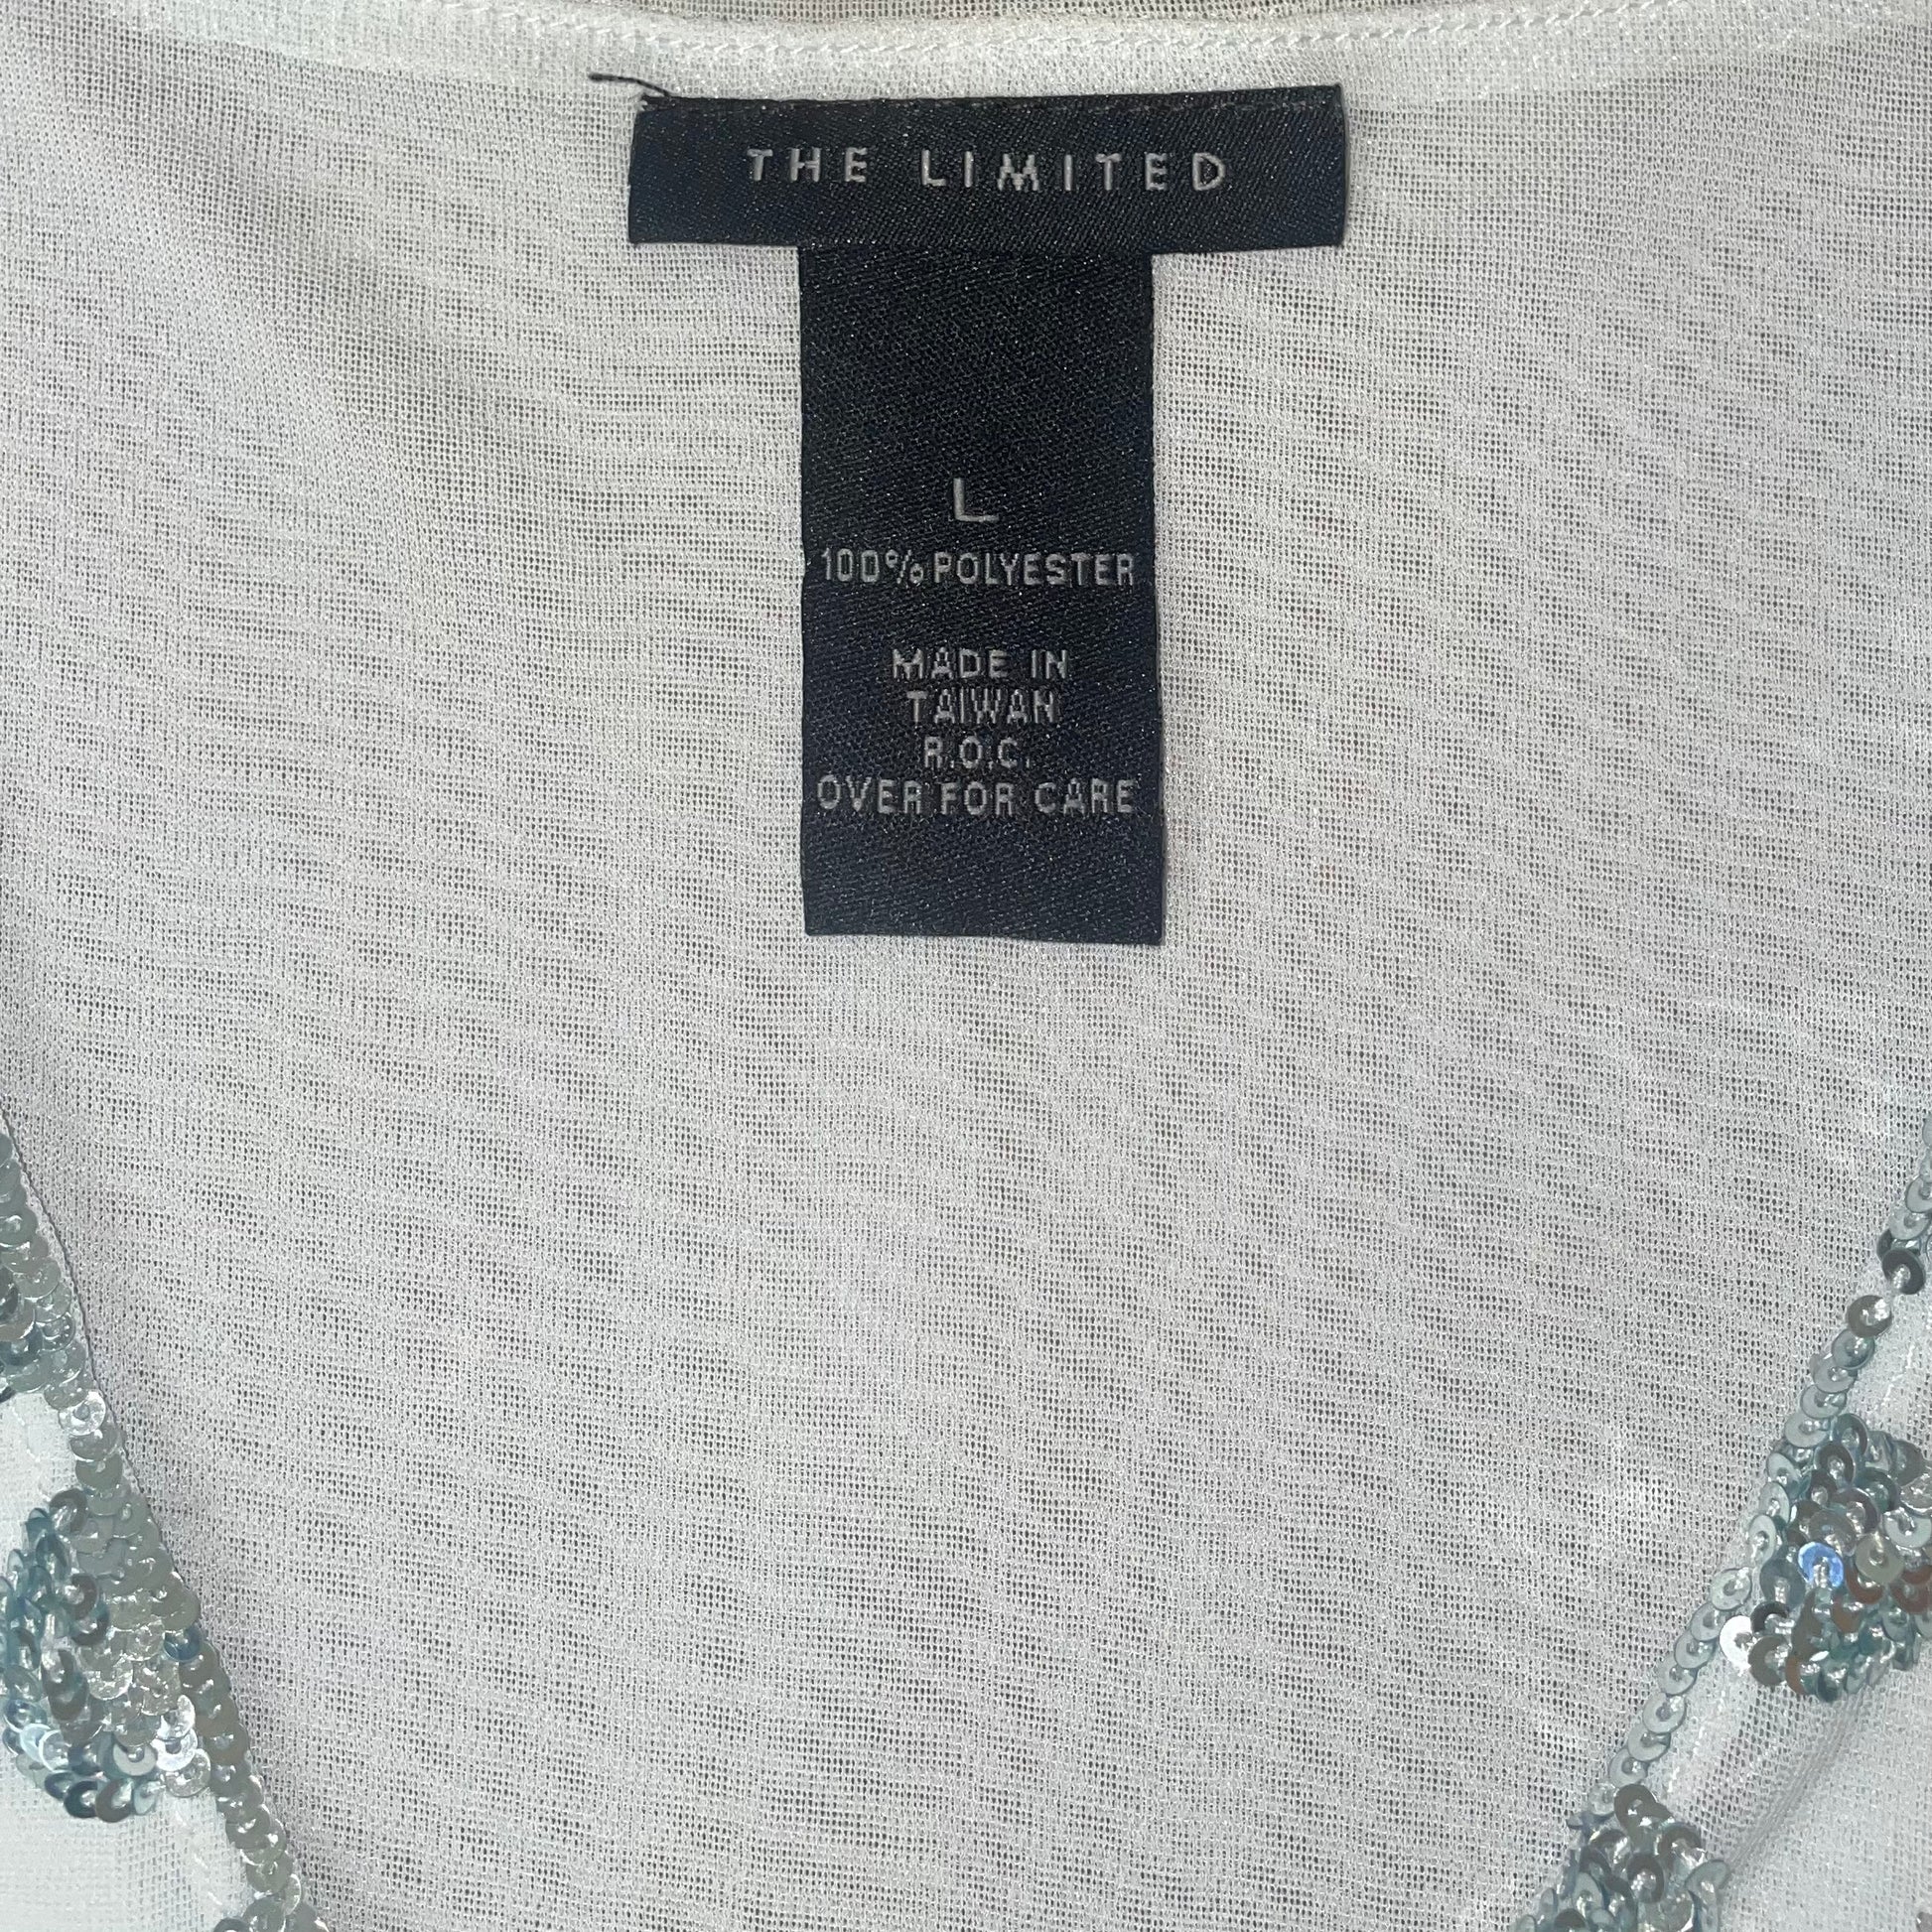 THE LIMITED
L
100% POLYESTER
MADE IN
TAIWAN
R.O.C.
OVER FOR CARE